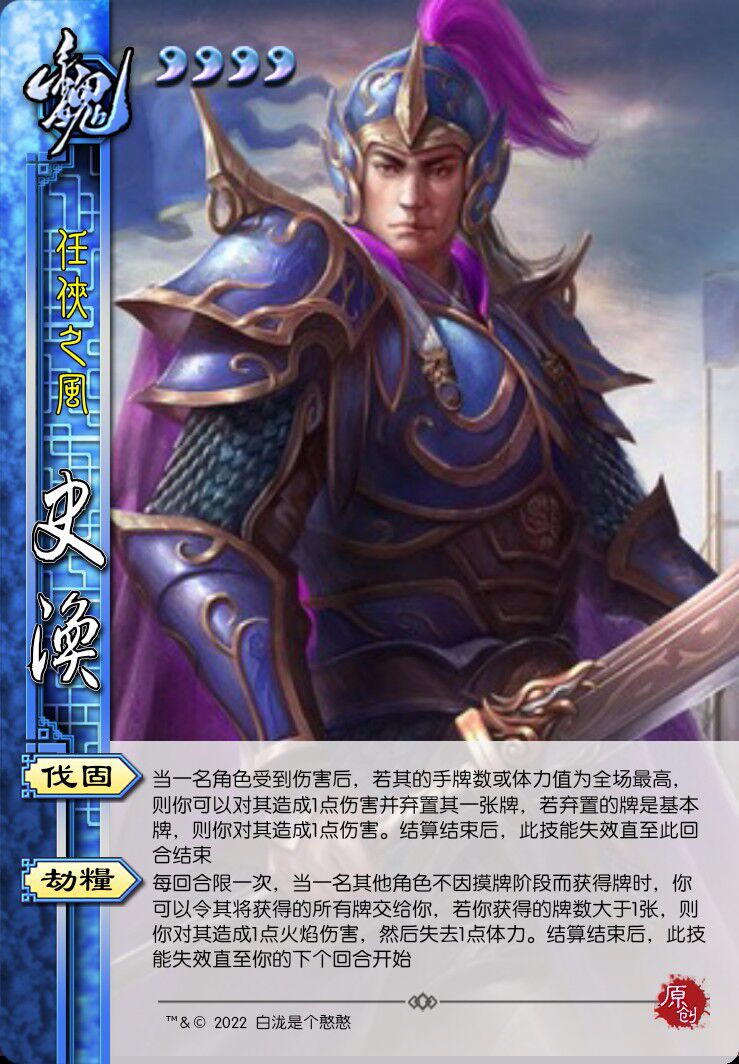 魏
任俠之風
史渙
伐固
当一名角色受到伤害后，若其的手牌数或体力值为全场最高，
则你可以对其造成1点伤害并弃置其一张牌，若弃置的牌是基本
牌，则你对其造成1点伤害。结算结束后，此技能失效直至此回
合结束
劫糧
每回合限一次，当一名其他角色不因摸牌阶段而获得牌时，你
可以令其将获得的所有牌交给你，若你获得的牌数大于1张，则
你对其造成1点火焰伤害，然后失去1点体力。结算结束后，此技
能失效直至你的下个回合开始
™&© 2022 白泷是个憨憨
原创